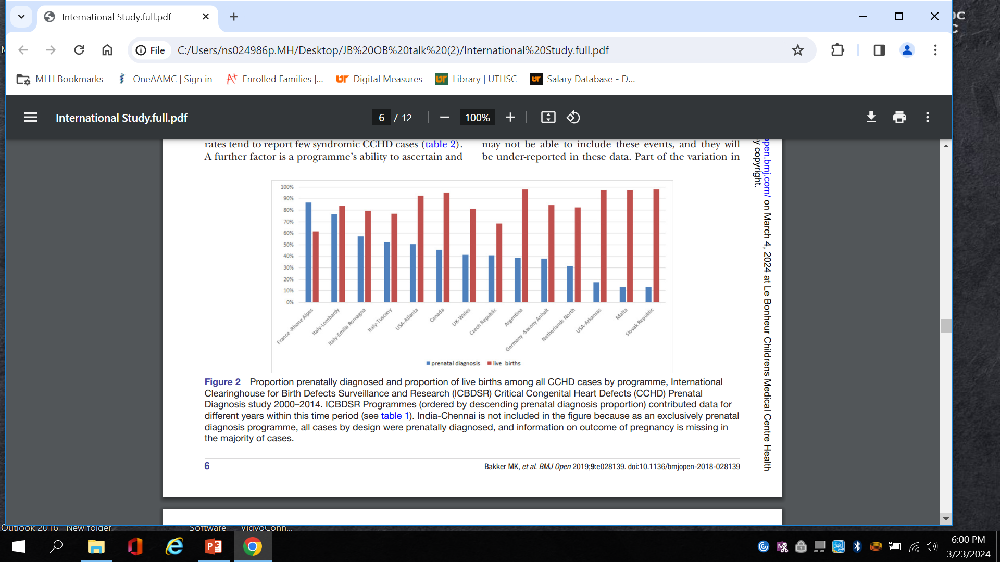 International Study.full.pdf
File
C:/Users/ns024986p.MH/Desktop/JB%20OB%20talk%20(2)/International%20Study.full.pdf
MLH Bookmarks
OneAAMC | Sign in
Enrolled Families |...
Digital Measures
Library | UTHSC
Salary Database - D...
International Study.full.pdf
6 / 12
100%
rates tend to report few syndromic CCHD cases (table 2).
A further factor is a programme's ability to ascertain and
may not be able to include these events, and they will
be under-reported in these data. Part of the variation in
100%
90%
80%
70%
60%
50%
40%
30%
20%
10%
0%
France -Rhone Alpes
Italy-Lombardy
Italy-Emilia Romagna
Italy-Tuscany
USA-Atlanta
Canada
UK-Wales
Czech Republic
Argentina
Germany -Saxony Anhalt
Netherlands North
USA-Arkansas
Malta
Slovak Republic
prenatal diagnosis live births
Figure 2 Proportion prenatally diagnosed and proportion of live births among all CCHD cases by programme, International
Clearinghouse for Birth Defects Surveillance and Research (ICBDSR) Critical Congenital Heart Defects (CCHD) Prenatal
Diagnosis study 2000–2014. ICBDSR Programmes (ordered by descending prenatal diagnosis proportion) contributed data for
different years within this time period (see table 1). India-Chennai is not included in the figure because as an exclusively prenatal
diagnosis programme, all cases by design were prenatally diagnosed, and information on outcome of pregnancy is missing in
the majority of cases.
6
Bakker MK, et al. BMJ Open 2019;9:e028139. doi:10.1136/bmjopen-2018-028139
open.bmj.com/ on March 4, 2024 at Le Bonheur Childrens Medical Centre Health
by copyright.
Outlook 2016
New folder
Software
VidyoConn...
6:00 PM
3/23/2024